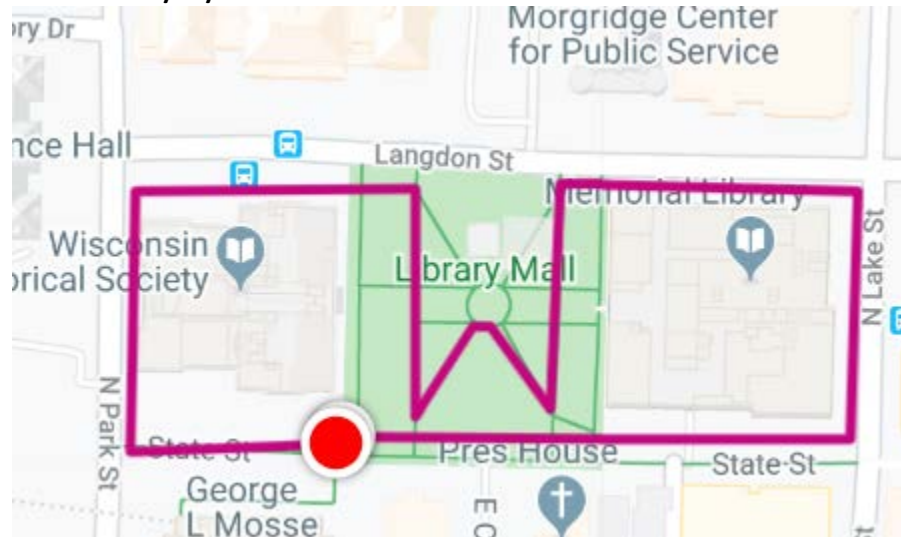 ory Dr
Morgridge Center
for Public Service
nce Hall
Langdon St
Memorial Library
Wisconsin
orical Society
Library Mall
N Lake St
N Park St
State St
Pres House
State St
George
L Mosse
E C